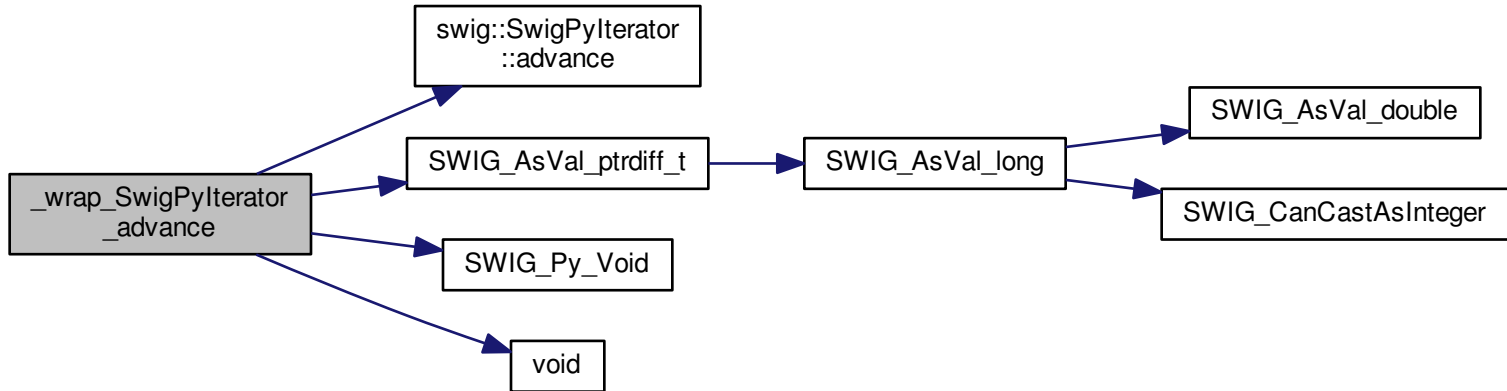 swig::SwigPyIterator
::advance
SWIG_AsVal_double
SWIG_AsVal_ptrdiff_t
SWIG_AsVal_long
_wrap_SwigPyIterator
_advance
SWIG_CanCastAsInteger
SWIG_Py_Void
void